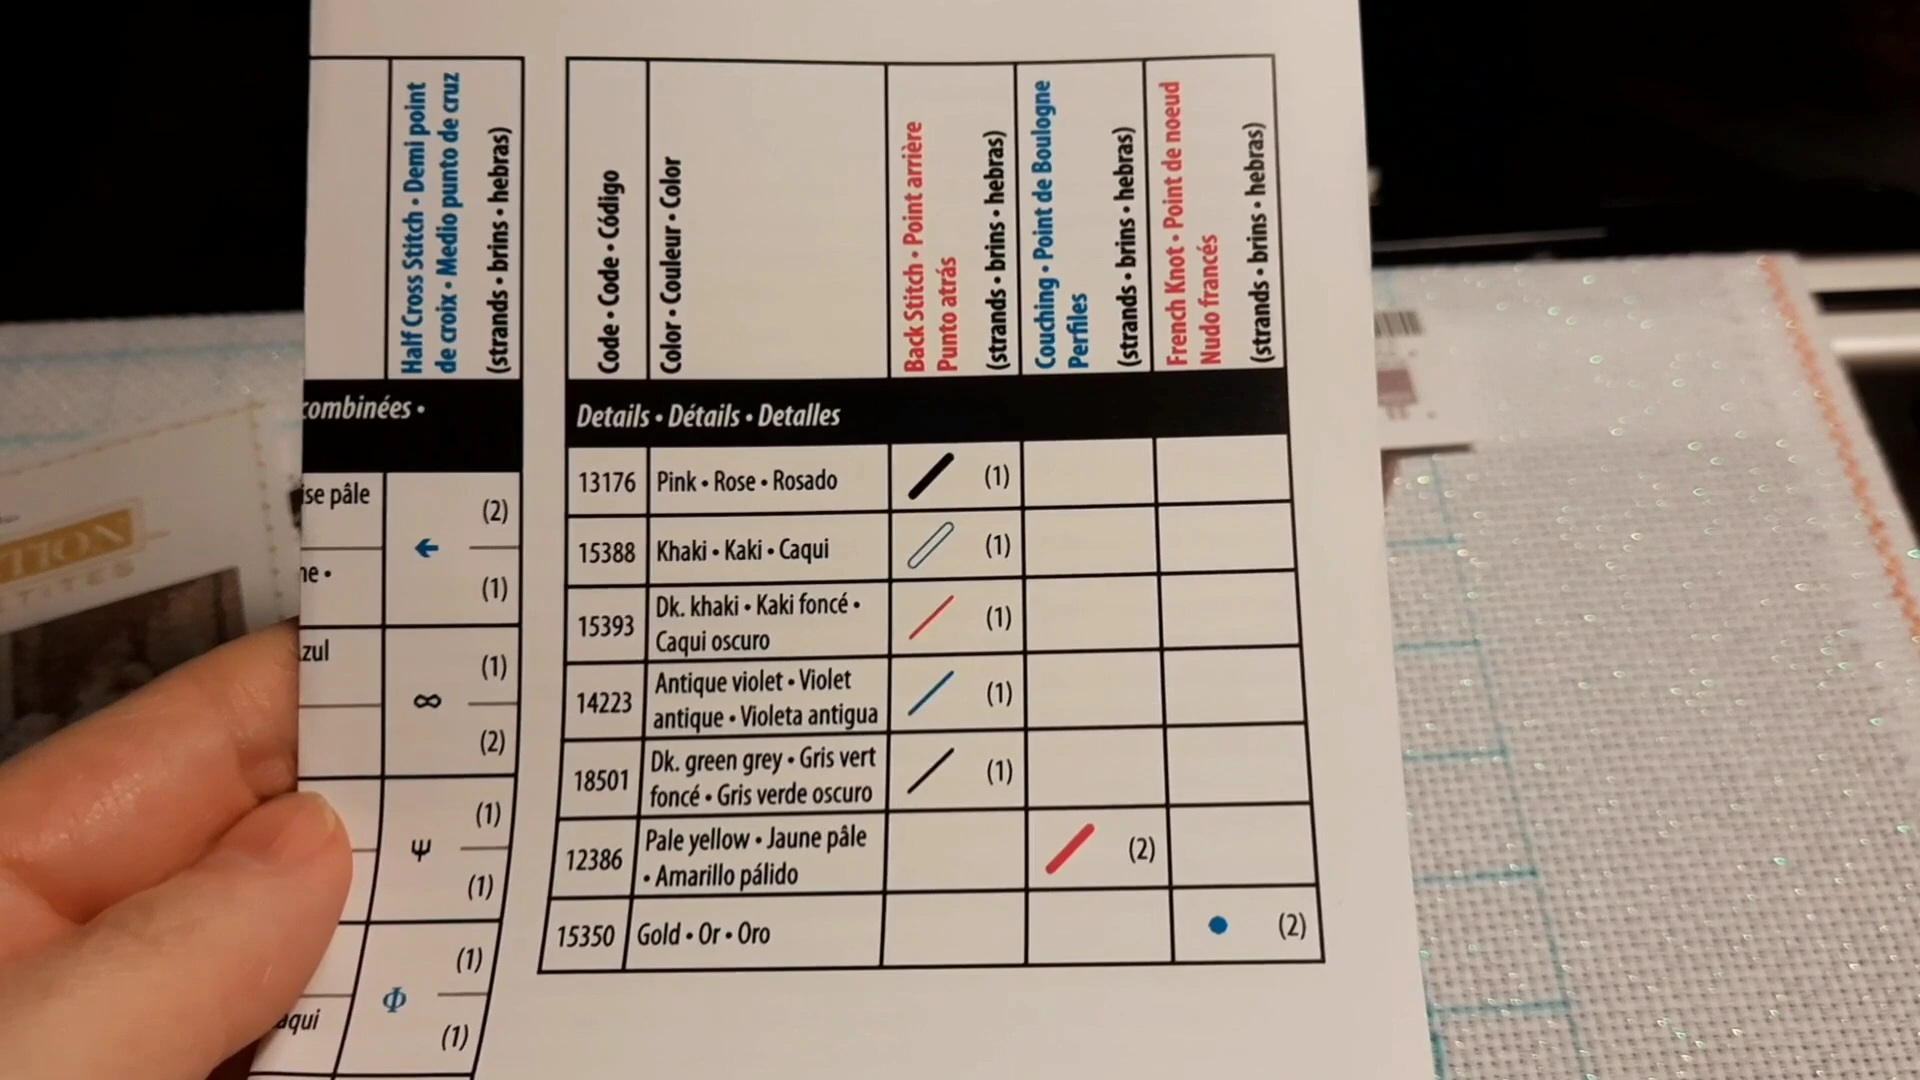 Half Cross Stitch • Demi point
de croix • Medio punto de cruz
(strands • brins • hebras)
combinées •
ise pâle
(2)
(1)
ne •
zul
∞
(1)
(2)
Ψ
(1)
(1)
Φ
(1)
(1)
aqui
Code • Code • Código
Color • Couleur • Color
Back Stitch • Point arrière
Punto atrás
(strands • brins • hebras)
Couching • Point de Boulogne
Perfiles
(strands • brins • hebras)
French Knot • Point de noeud
Nudo francés
(strands • brins • hebras)
Details • Détails • Detalles
13176 Pink • Rose • Rosado (1)
15388 Khaki • Kaki • Caqui (1)
15393 Dk. khaki • Kaki foncé •
Caqui oscuro (1)
14223 Antique violet • Violet
antique • Violeta antigua (1)
18501 Dk. green grey • Gris vert
foncé • Gris verde oscuro (1)
12386 Pale yellow • Jaune pâle
• Amarillo pálido (2)
15350 Gold • Or • Oro (2)